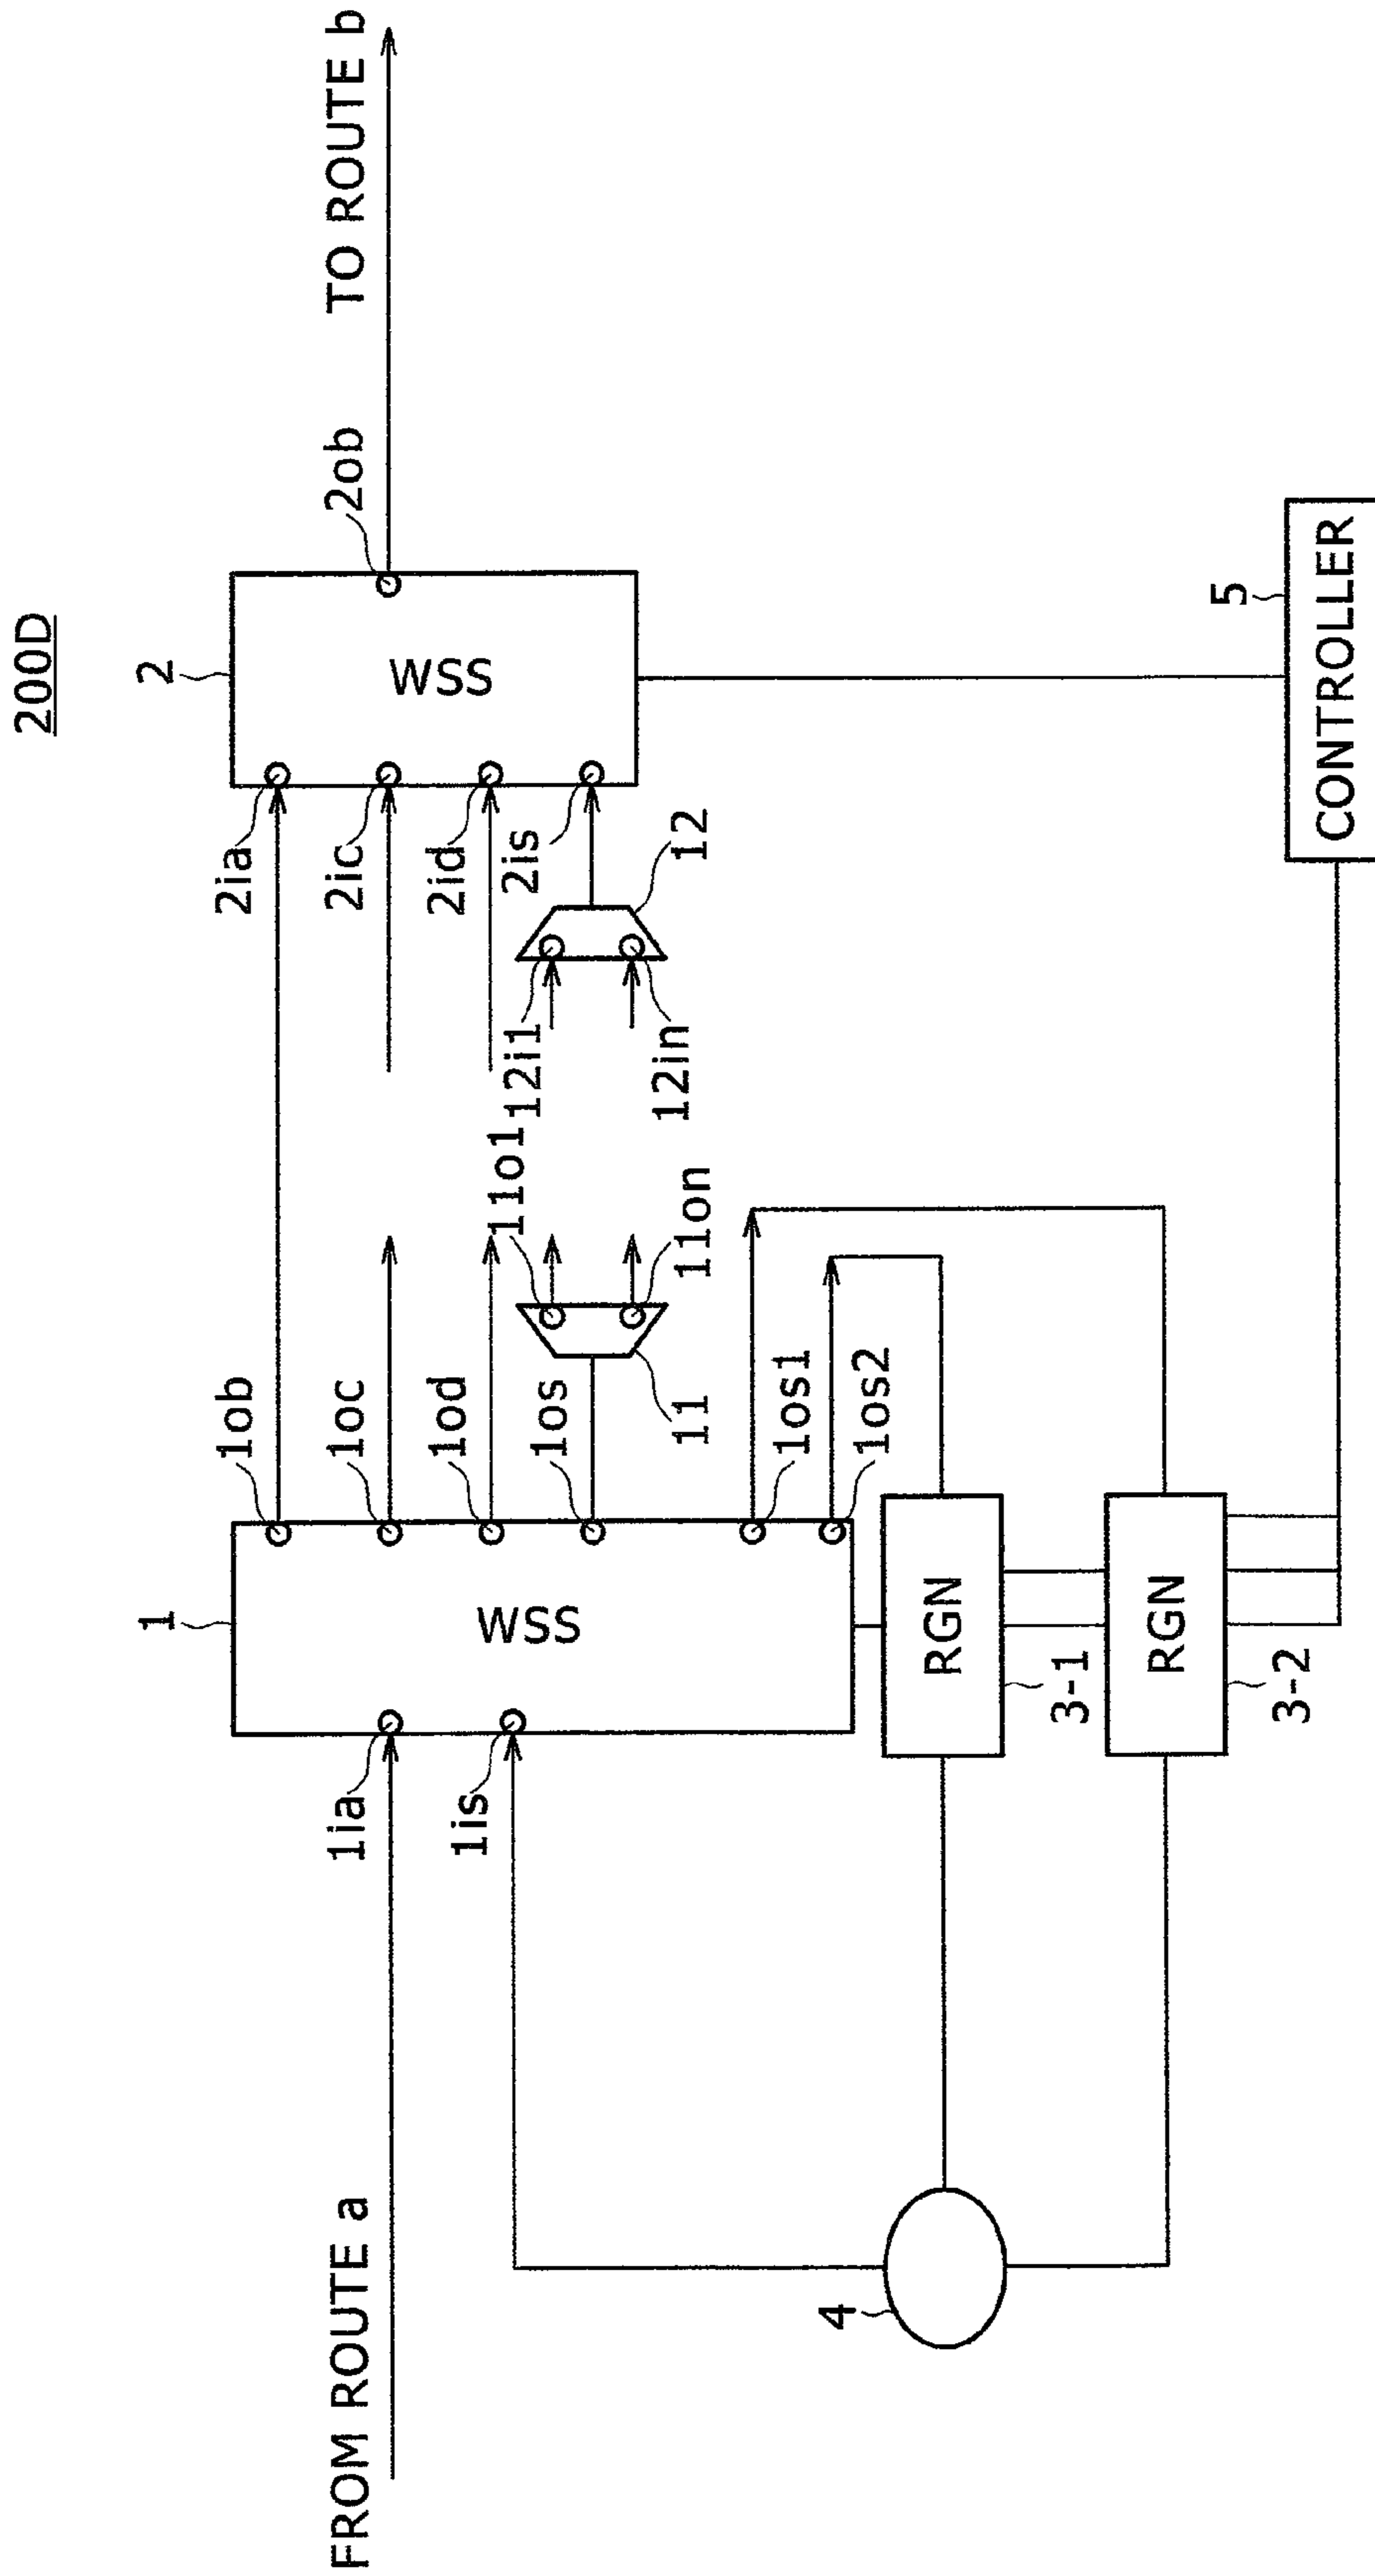 200D
FROM ROUTE a
TO ROUTE b
1
WSS
1ia
1is
1ob
1oc
1od
1os
1os1
1os2
11
11o1
11on
12
12i1
12in
2
WSS
2ia
2ic
2id
2is
2ob
RGN
3-1
RGN
3-2
4
5
CONTROLLER